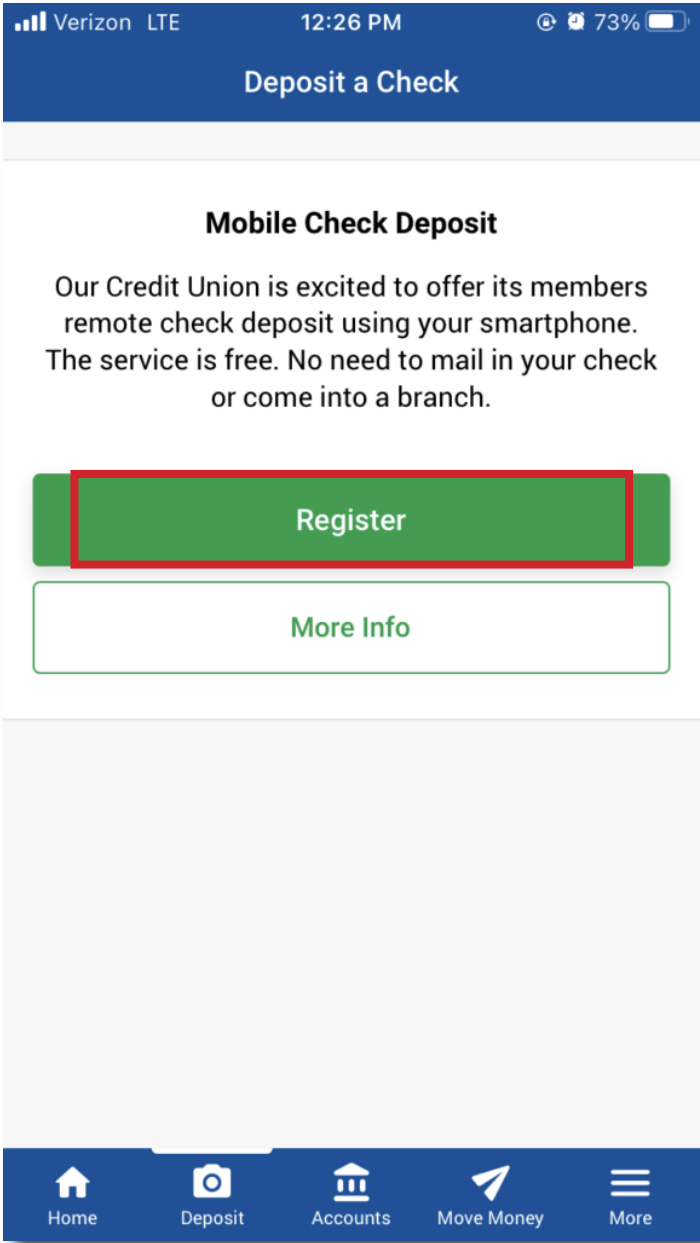 Verizon LTE 12:26 PM 73%
Deposit a Check
Mobile Check Deposit
Our Credit Union is excited to offer its members
remote check deposit using your smartphone.
The service is free. No need to mail in your check
or come into a branch.
Register
More Info
Home Deposit Accounts Move Money More